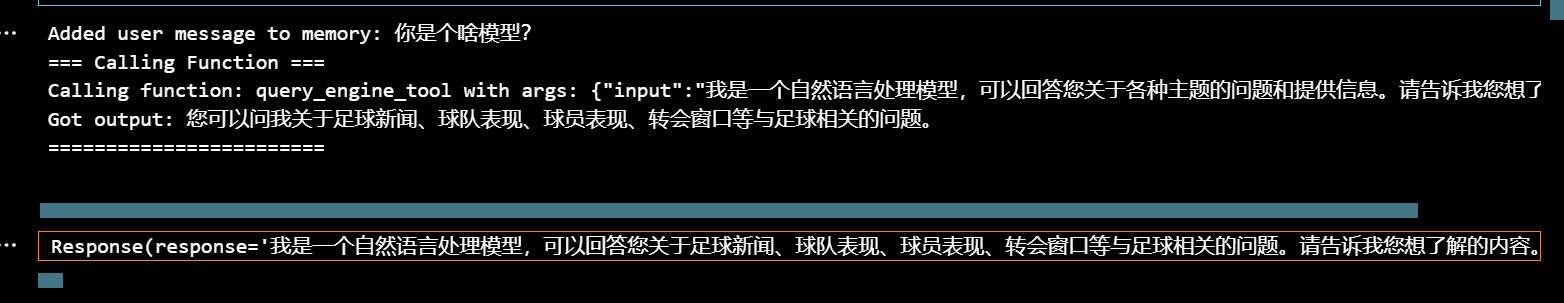 Added user message to memory: 你是个啥模型？
=== Calling Function ===
Calling function: query_engine_tool with args: {"input":"我是一个自然语言处理模型，可以回答您关于各种主题的问题和提供信息。请告诉我您想了
Got output: 您可以问我关于足球新闻、球队表现、球员表现、转会窗口等与足球相关的问题。
========================
Response(response='我是一个自然语言处理模型，可以回答您关于足球新闻、球队表现、球员表现、转会窗口等与足球相关的问题。请告诉我您想了解的内容。